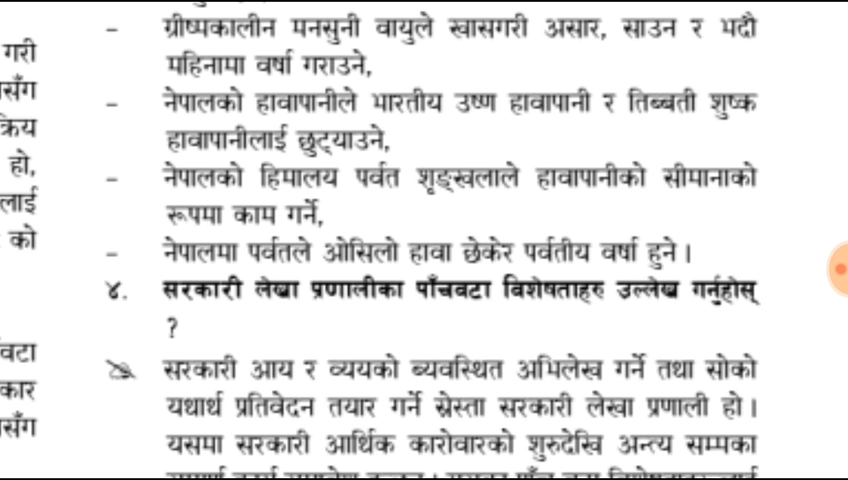 गरी
सँग
क्रिय
हो,
लाई
को
वटा
कार
सँग
- ग्रीष्मकालीन मनसुनी वायुले खासगरी असार, साउन र भदौ
महिनामा वर्षा गराउने,
- नेपालको हावापानीले भारतीय उष्ण हावापानी र तिब्बती शुष्क
हावापानीलाई छुट्याउने,
- नेपालको हिमालय पर्वत शृङ्खलाले हावापानीको सीमानाको
रूपमा काम गर्ने,
- नेपालमा पर्वतले ओसिलो हावा छेकेर पर्वतीय वर्षा हुने ।
४. सरकारी लेखा प्रणालीका पाँचवटा विशेषताहरु उल्लेख गर्नुहोस्
?
सरकारी आय र व्ययको ब्यवस्थित अभिलेख गर्ने तथा सोको
यथार्थ प्रतिवेदन तयार गर्ने स्रेस्ता सरकारी लेखा प्रणाली हो ।
यसमा सरकारी आर्थिक कारोवारको शुरुदेखि अन्त्य सम्मका